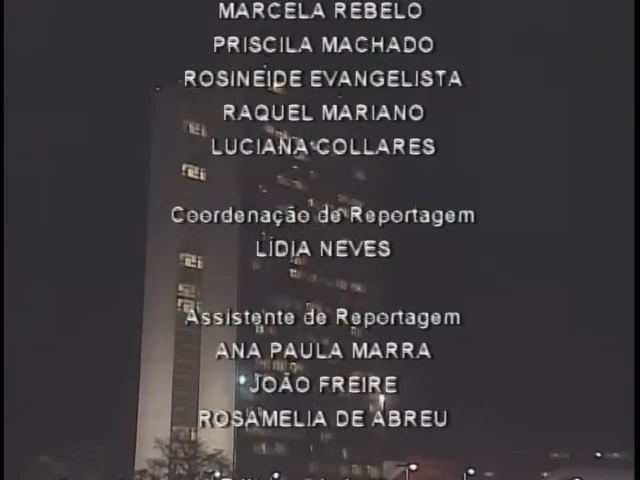 MARCELA REBELO
PRISCILA MACHADO
ROSINEIDE EVANGELISTA
RAQUEL MARIANO
LUCIANA COLLARES
Coordenação de Reportagem
LÍDIA NEVES
Assistente de Reportagem
ANA PAULA MARRA
JOÃO FREIRE
ROSAMELIA DE ABREU